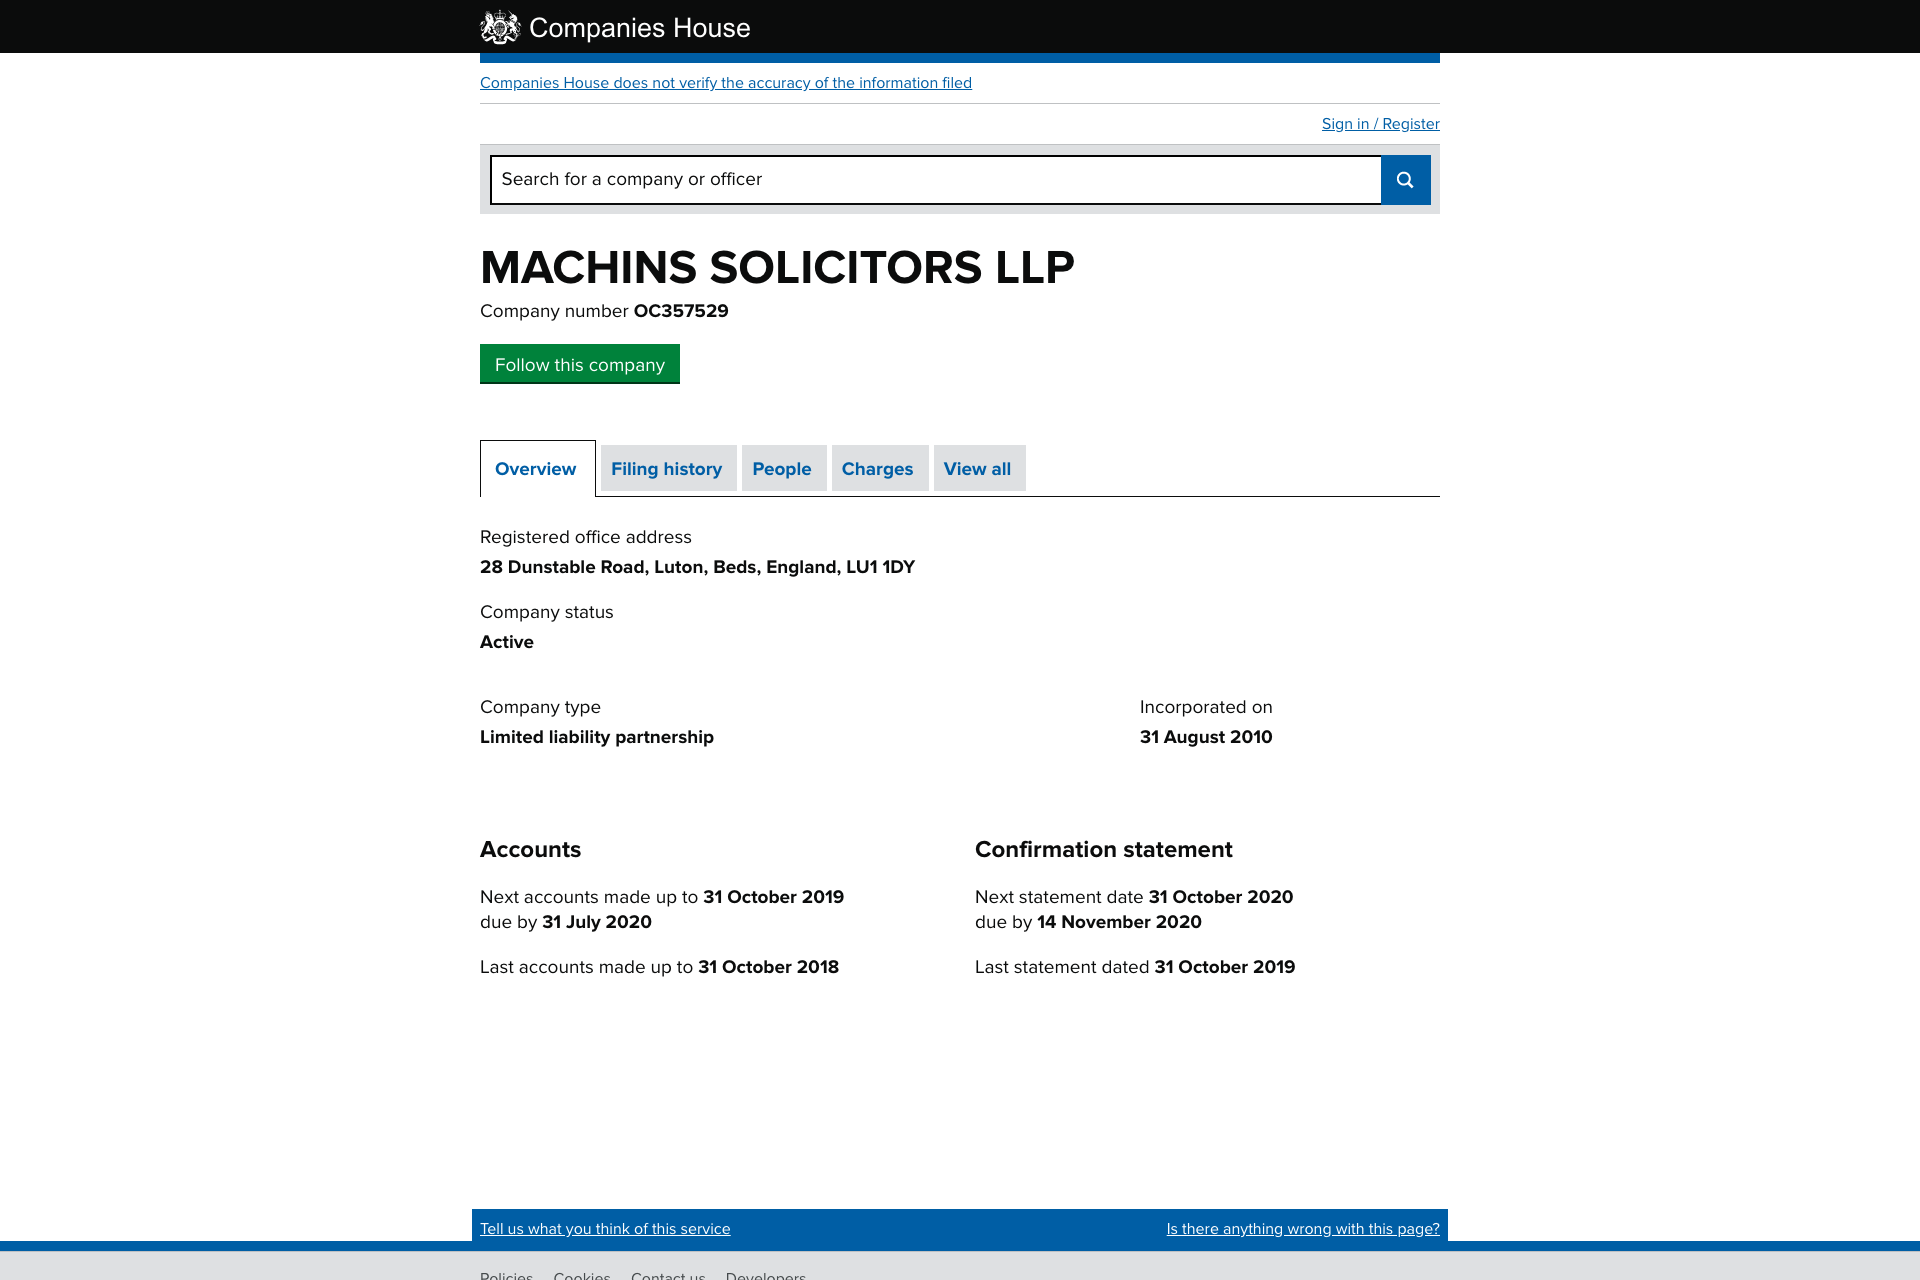 Companies House
Companies House does not verify the accuracy of the information filed
Sign in / Register
Search for a company or officer
MACHINS SOLICITORS LLP
Company number OC357529
Follow this company
Overview Filing history People Charges View all
Registered office address
28 Dunstable Road, Luton, Beds, England, LU1 1DY
Company status
Active
Company type
Limited liability partnership
Incorporated on
31 August 2010
Accounts
Next accounts made up to 31 October 2019
due by 31 July 2020
Last accounts made up to 31 October 2018
Confirmation statement
Next statement date 31 October 2020
due by 14 November 2020
Last statement dated 31 October 2019
Tell us what you think of this service
Is there anything wrong with this page?
Policies Cookies Contact us Developers